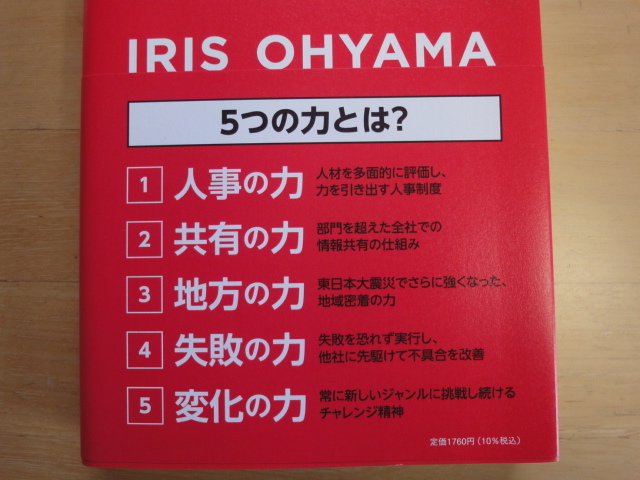 IRIS OHYAMA
5つの力とは?
1 人事の力 人材を多面的に評価し、
力を引き出す人事制度
2 共有の力 部門を超えた全社での
情報共有の仕組み
3 地方の力 東日本大震災でさらに強くなった、
地域密着の力
4 失敗の力 失敗を恐れず実行し、
他社に先駆けて不具合を改善
5 変化の力 常に新しいジャンルに挑戦し続ける
チャレンジ精神
定価1760円(10%税込)